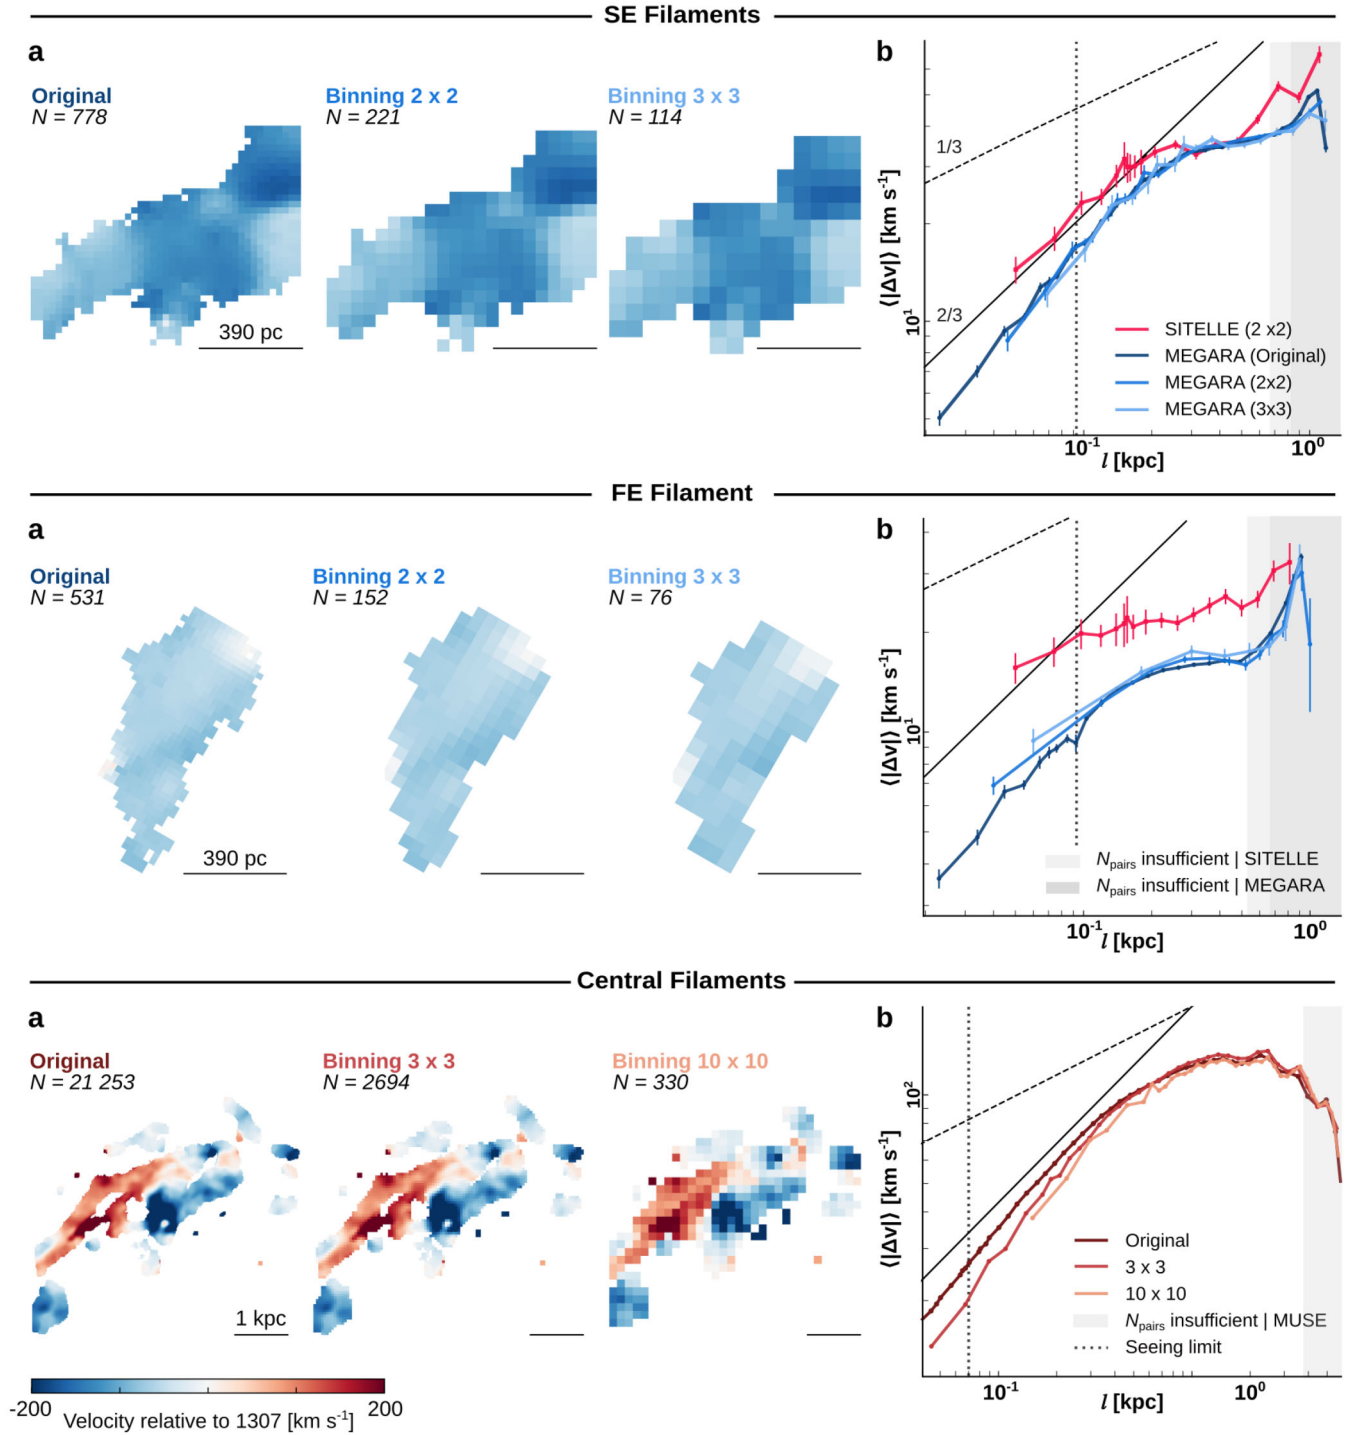 SE Filaments
a
Original
N = 778
Binning 2 x 2
N = 221
Binning 3 x 3
N = 114
390 pc
b
1/3
2/3
⟨|Δv|⟩ [km s⁻¹]
10¹
SITELLE (2 x2)
MEGARA (Original)
MEGARA (2x2)
MEGARA (3x3)
10⁻¹
10⁰
l [kpc]
FE Filament
a
Original
N = 531
Binning 2 x 2
N = 152
Binning 3 x 3
N = 76
390 pc
b
⟨|Δv|⟩ [km s⁻¹]
10¹
Npairs insufficient | SITELLE
Npairs insufficient | MEGARA
10⁻¹
10⁰
l [kpc]
Central Filaments
a
Original
N = 21 253
Binning 3 x 3
N = 2694
Binning 10 x 10
N = 330
1 kpc
-200
200
Velocity relative to 1307 [km s⁻¹]
b
⟨|Δv|⟩ [km s⁻¹]
10²
Original
3 x 3
10 x 10
Npairs insufficient | MUSE
Seeing limit
10⁻¹
10⁰
l [kpc]